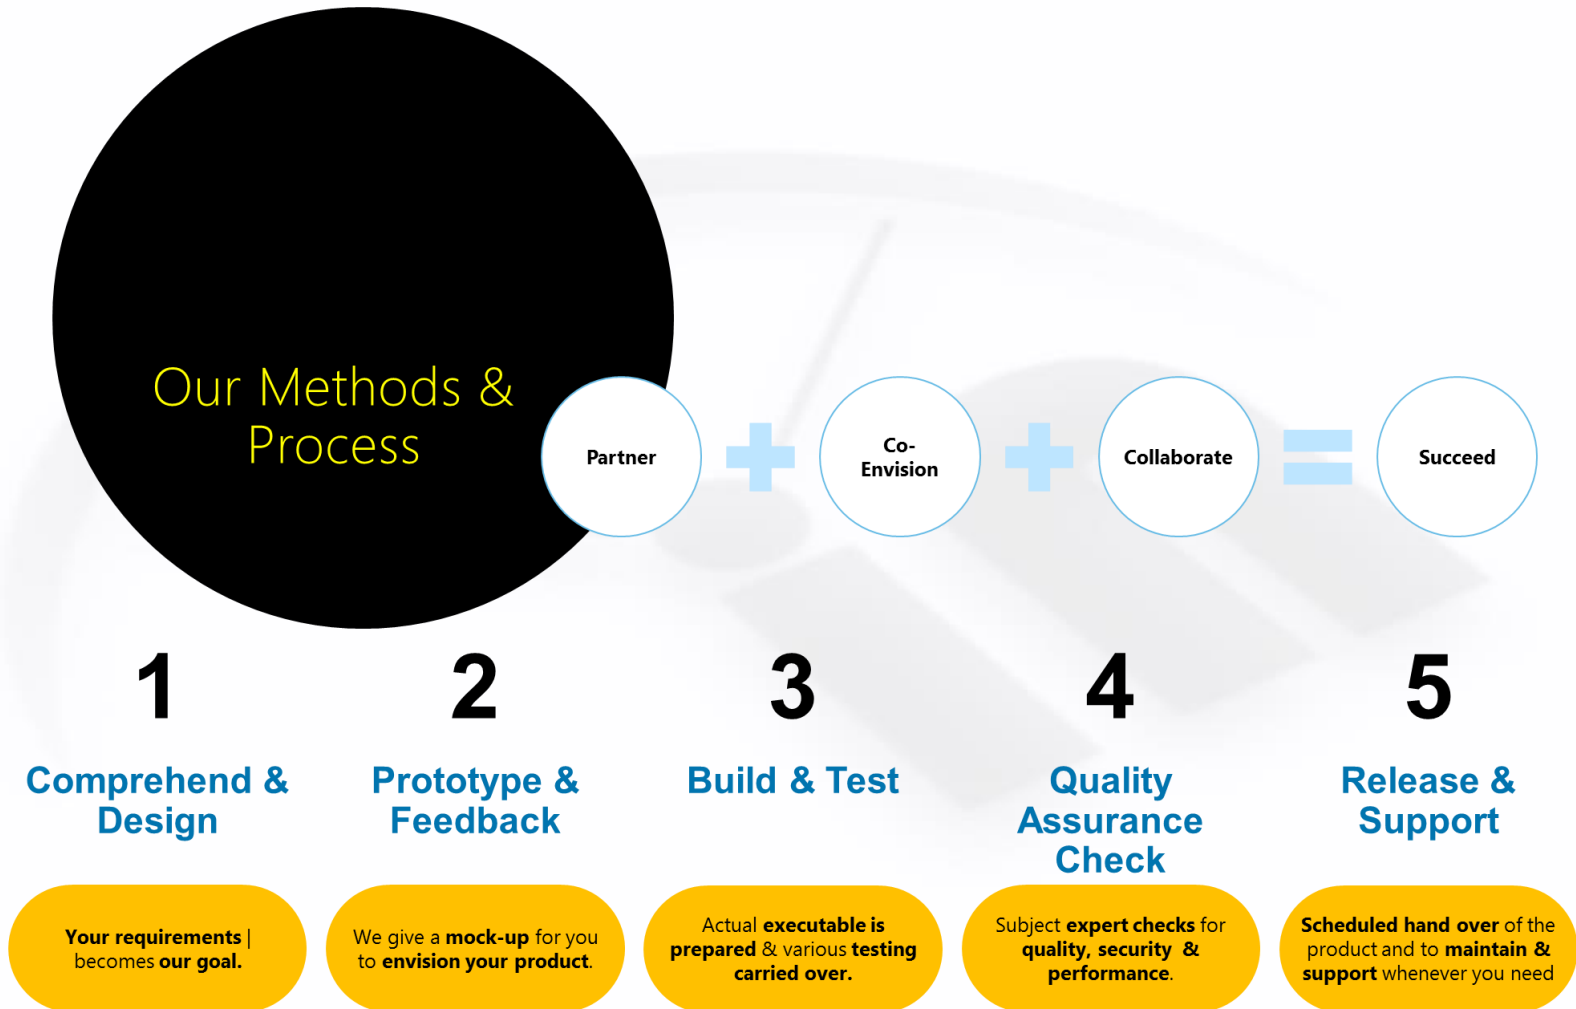 Our Methods &
Process
Partner
Co-
Envision
Collaborate
Succeed
1
Comprehend &
Design
Your requirements |
becomes our goal.
2
Prototype &
Feedback
We give a mock-up for you
to envision your product.
3
Build & Test
Actual executable is
prepared & various testing
carried over.
4
Quality
Assurance
Check
Subject expert checks for
quality, security &
performance.
5
Release &
Support
Scheduled hand over of the
product and to maintain &
support whenever you need